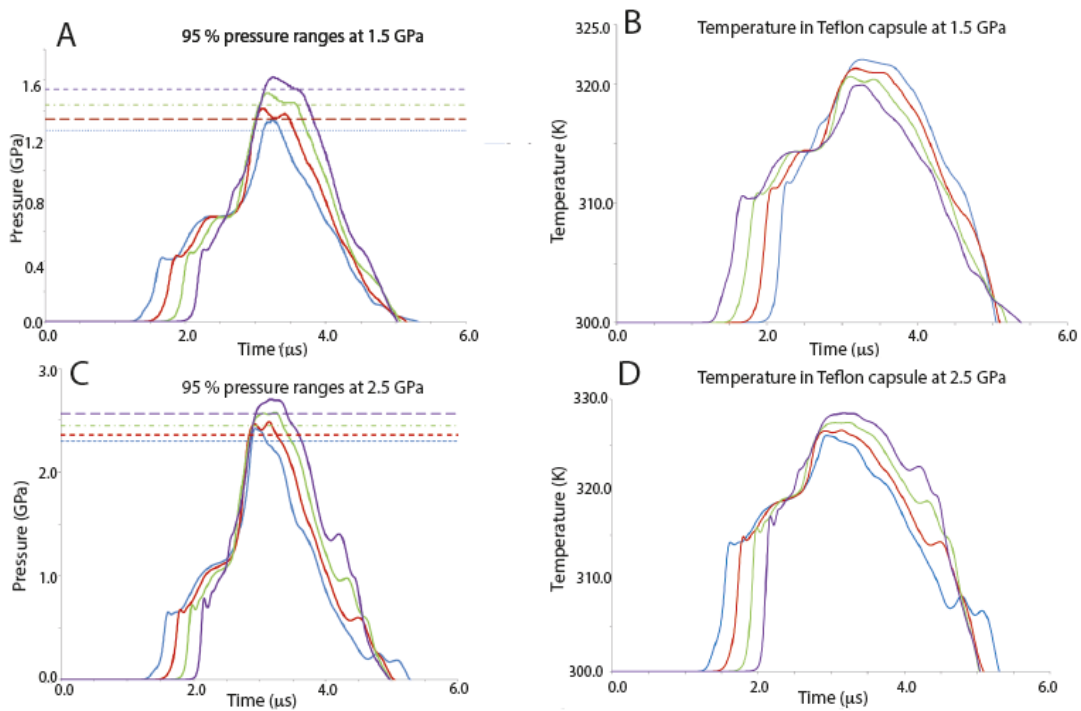 A
95 % pressure ranges at 1.5 GPa
1.6
1.2
0.8
0.4
0.0
Pressure (GPa)
0.0 2.0 4.0 6.0
Time (μs)
B
Temperature in Teflon capsule at 1.5 GPa
325.0
320.0
310.0
300.0
Temperature (K)
0.0 2.0 4.0 6.0
Time (μs)
C
95 % pressure ranges at 2.5 GPa
3.0
2.0
1.0
0.0
Pressure (GPa)
0.0 2.0 4.0 6.0
Time (μs)
D
Temperature in Teflon capsule at 2.5 GPa
330.0
320.0
310.0
300.0
Temperature (K)
0.0 2.0 4.0 6.0
Time (μs)